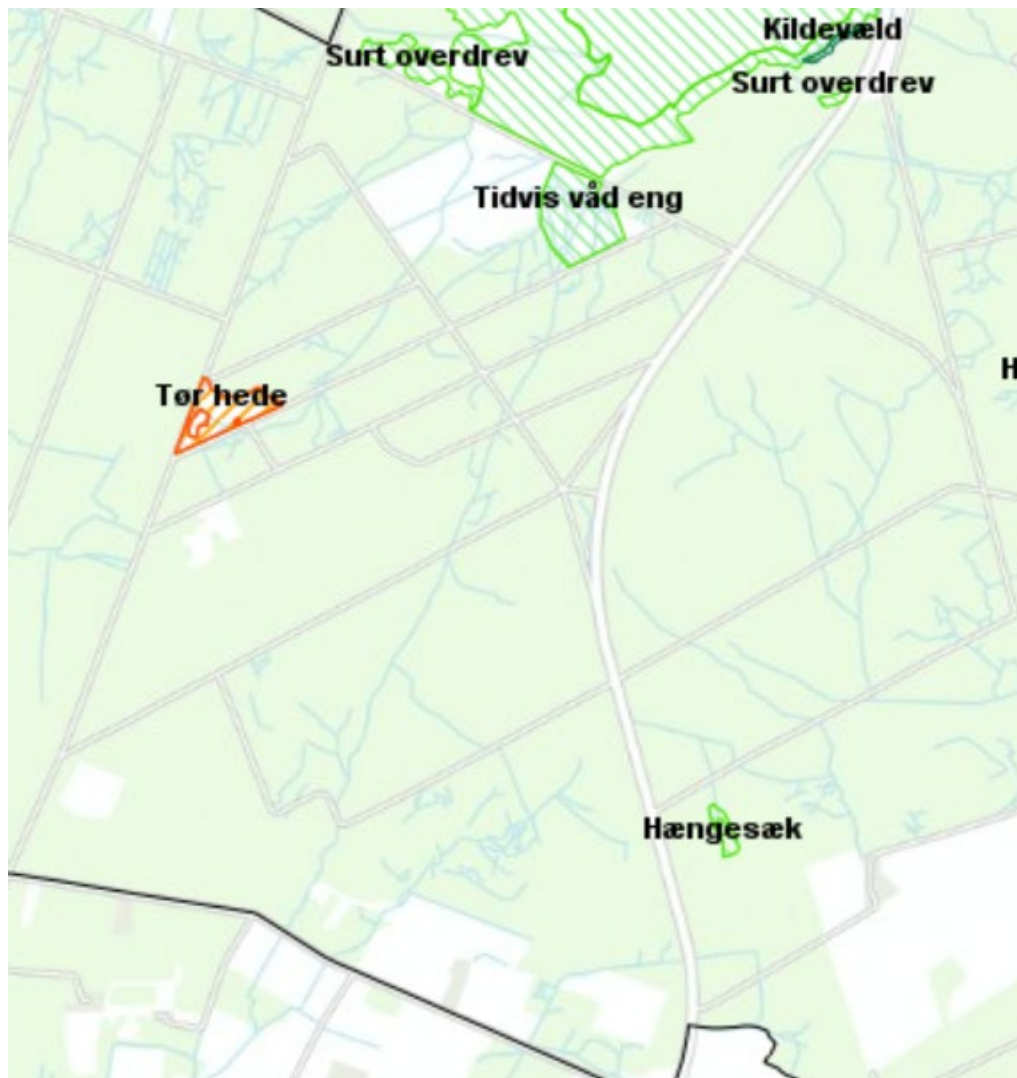 Kildevæld
Surt overdrev
Surt overdrev
Tidvis våd eng
H
Tør hede
Hængesæk